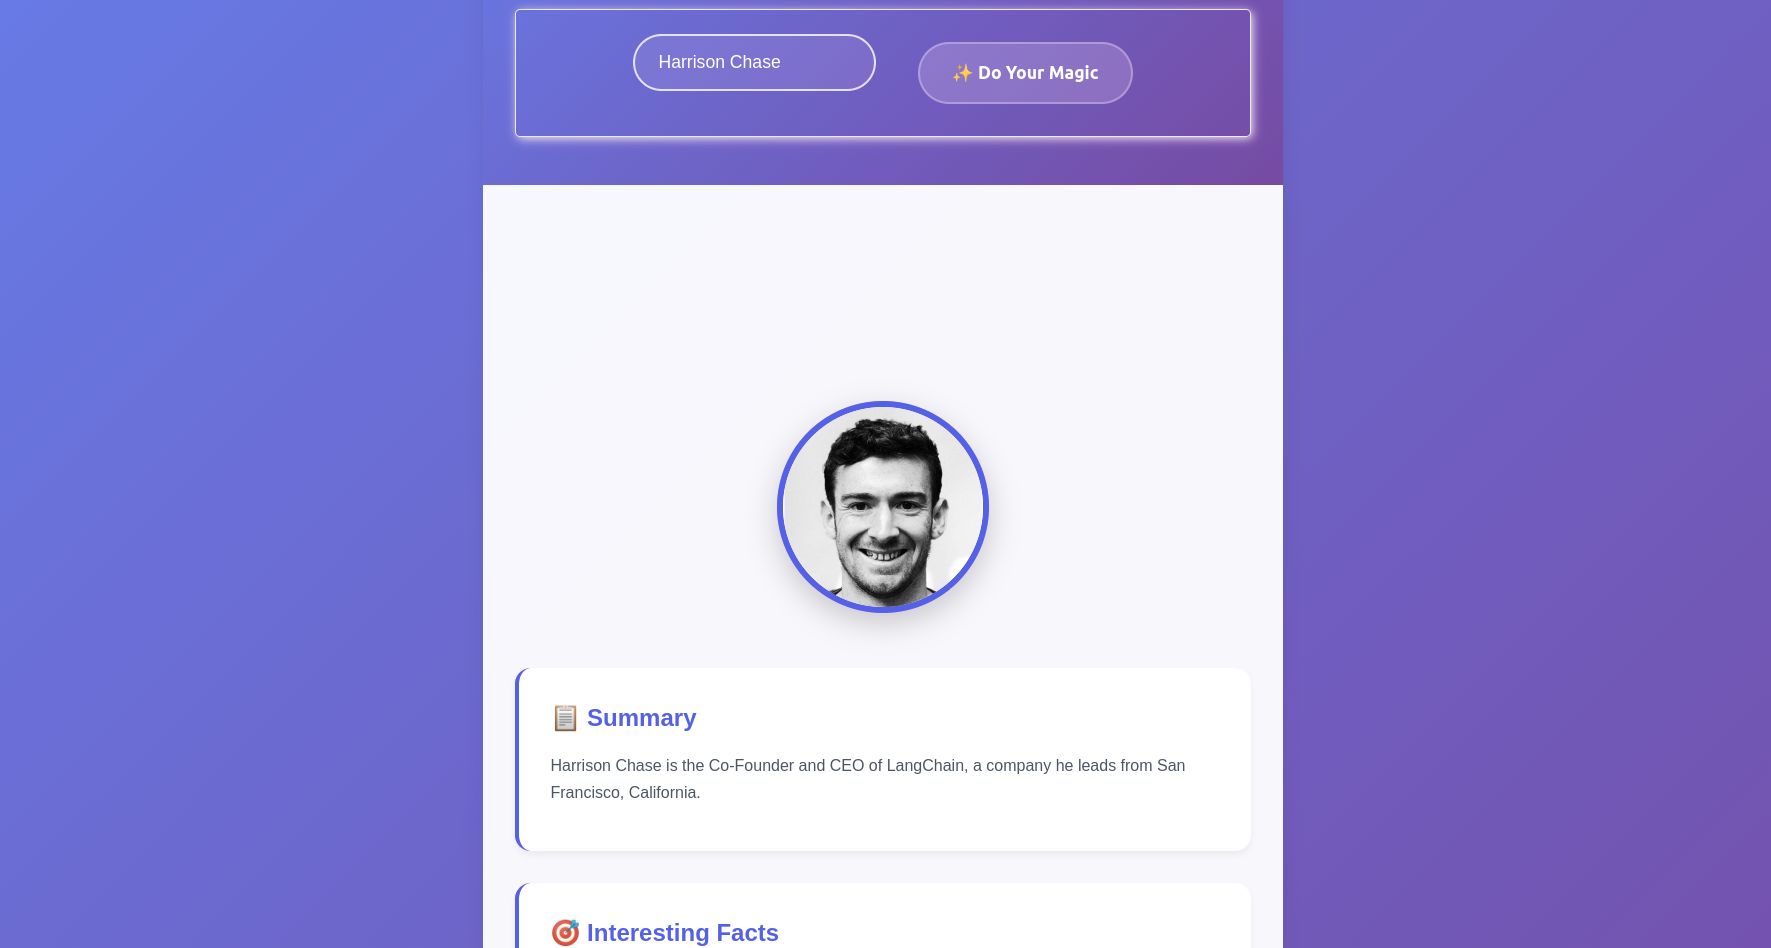 Harrison Chase
✨ Do Your Magic
📋 Summary
Harrison Chase is the Co-Founder and CEO of LangChain, a company he leads from San
Francisco, California.
🎯 Interesting Facts